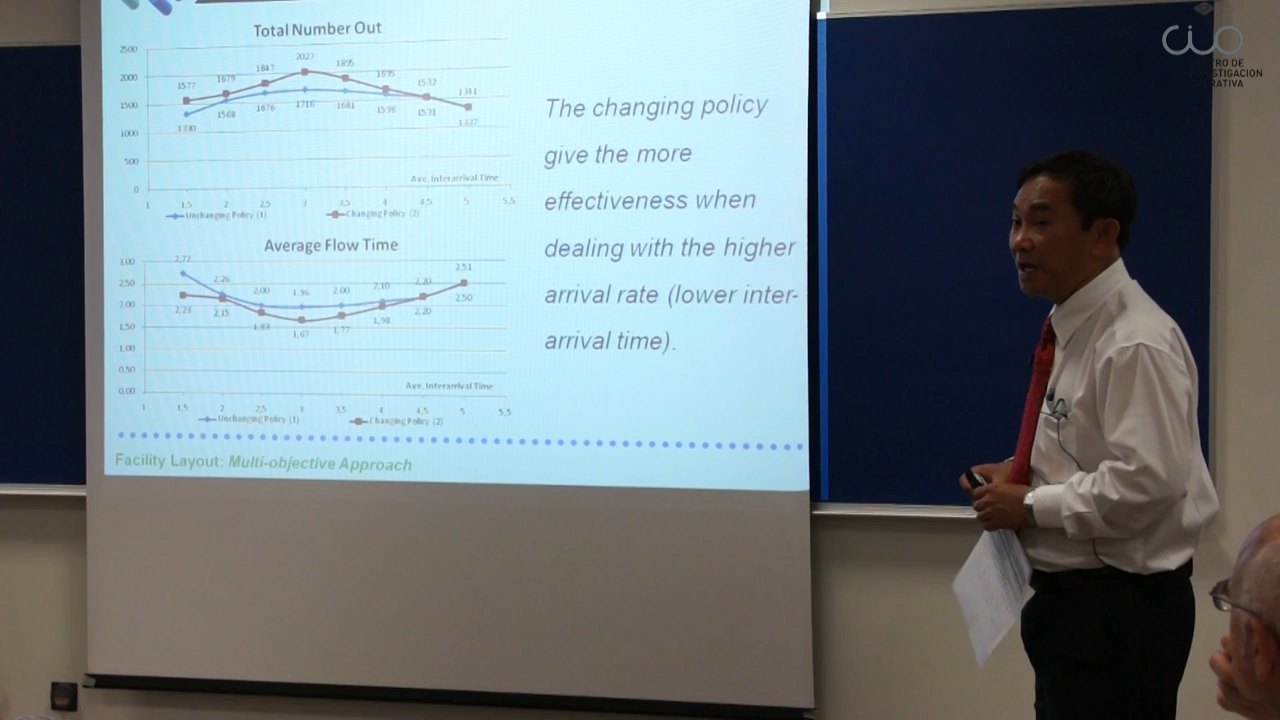 Total Number Out
2500
2000
1500
1000
500
0
1577 1679 1847 2027 1895 1695 1532 1341
1330 1568 1676 1716 1681 1598 1531 1337
Ave. Interarrival Time
1 1,5 2 2,5 3 3,5 4 4,5 5 5,5
Unchanging Policy (1) Changing Policy (2)
Average Flow Time
3,00
2,50
2,00
1,50
1,00
0,50
0,00
2,72 2,26 2,00 1,96 2,00 2,10 2,20 2,51
2,23 2,15 1,83 1,67 1,77 1,98 2,20 2,50
Ave. Interarrival Time
1 1,5 2 2,5 3 3,5 4 4,5 5 5,5
Unchanging Policy (1) Changing Policy (2)
The changing policy
give the more
effectiveness when
dealing with the higher
arrival rate (lower inter-
arrival time).
Facility Layout: Multi-objective Approach
CIO
TRO DE
STIGACION
RATIVA